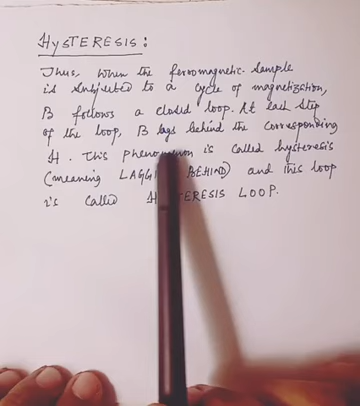 HYSTERESIS:
Thus, When the ferromagnetic sample
is subjected to a cycle of magnetization,
B follows a closed loop. At each step
of the loop, B lags behind the corresponding
H. This phenomenon is called hysteresis
(meaning LAGGING BEHIND) and this loop
is called HYSTERESIS LOOP.